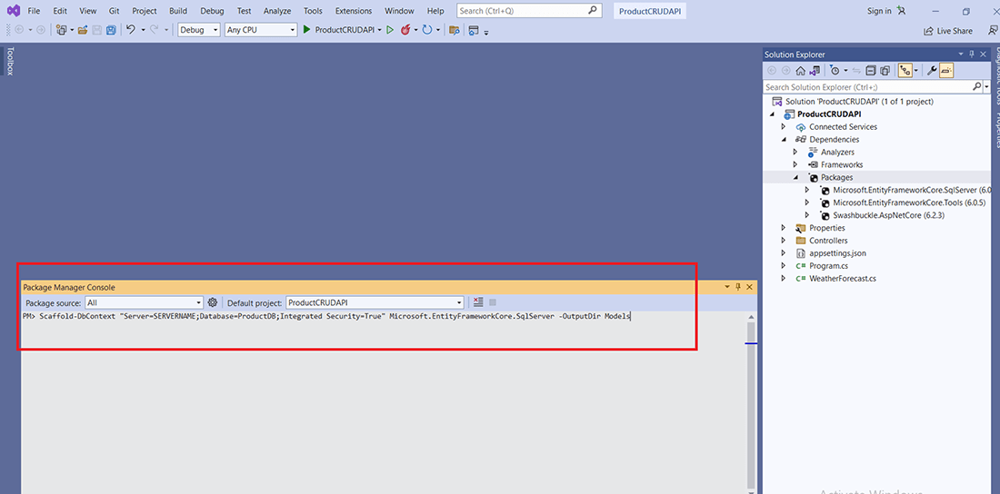 File Edit View Git Project Build Debug Test Analyze Tools Extensions Window Help Search (Ctrl+Q) ProductCRUDAPI Sign in
Debug Any CPU ProductCRUDAPI Live Share
Toolbox
Solution Explorer
Search Solution Explorer (Ctrl+;)
Solution 'ProductCRUDAPI' (1 of 1 project)
ProductCRUDAPI
Connected Services
Dependencies
Analyzers
Frameworks
Packages
Microsoft.EntityFrameworkCore.SqlServer (6.0
Microsoft.EntityFrameworkCore.Tools (6.0.5)
Swashbuckle.AspNetCore (6.2.3)
Properties
Controllers
appsettings.json
C# Program.cs
C# WeatherForecast.cs
Diagnostic Tools
Properties
Package Manager Console
Package source: All Default project: ProductCRUDAPI
PM> Scaffold-DbContext "Server=SERVERNAME;Database=ProductDB;Integrated Security=True" Microsoft.EntityFrameworkCore.SqlServer -OutputDir Models
Activate Windows